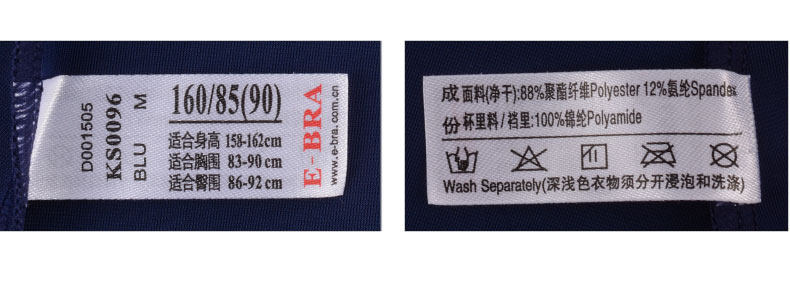 D001505
KS0096
BLU M
160/85(90)
适合身高 158-162cm
适合胸围 83-90 cm
适合臀围 86-92 cm
E-BRA
www.e-bra.com.cn
成 面料(净干):88%聚酯纤维Polyester 12%氨纶Spandex
份 杯里料/裆里:100%锦纶Polyamide
Wash Separately(深浅色衣物须分开浸泡和洗涤)